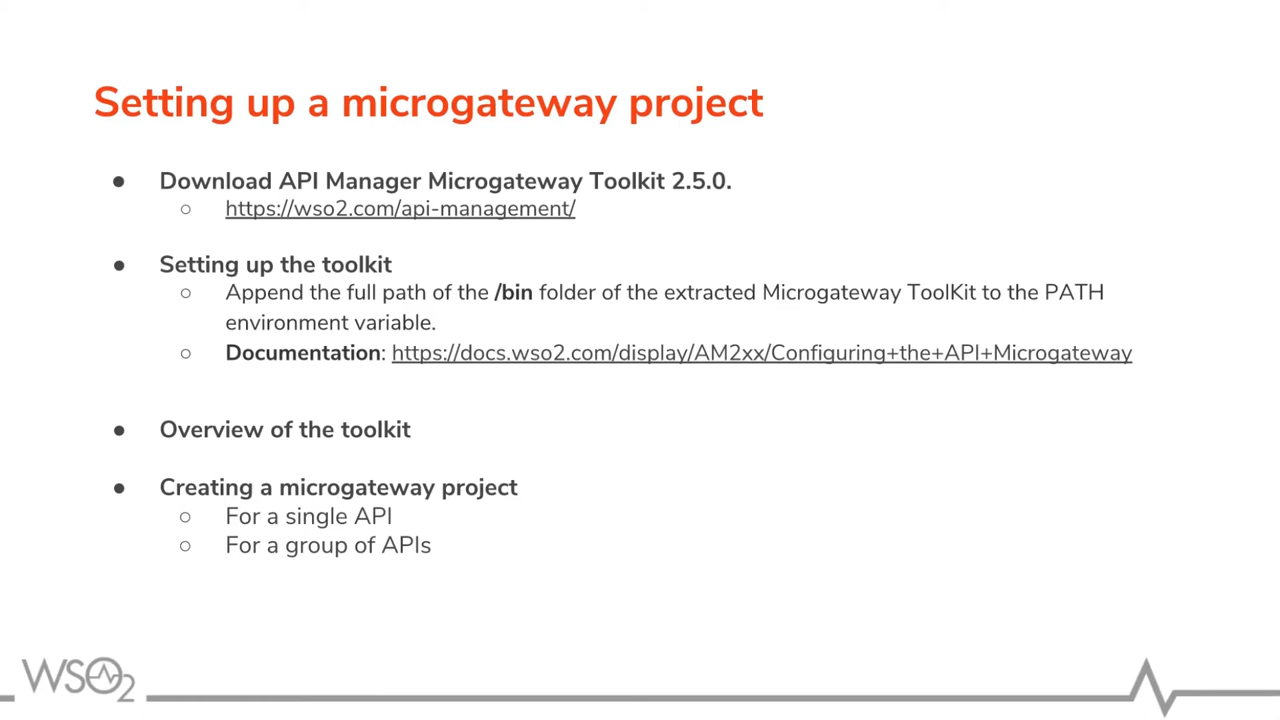 Setting up a microgateway project
● Download API Manager Microgateway Toolkit 2.5.0.
○ https://wso2.com/api-management/
● Setting up the toolkit
○ Append the full path of the /bin folder of the extracted Microgateway ToolKit to the PATH
environment variable.
○ Documentation: https://docs.wso2.com/display/AM2xx/Configuring+the+API+Microgateway
● Overview of the toolkit
● Creating a microgateway project
○ For a single API
○ For a group of APIs
WSO2